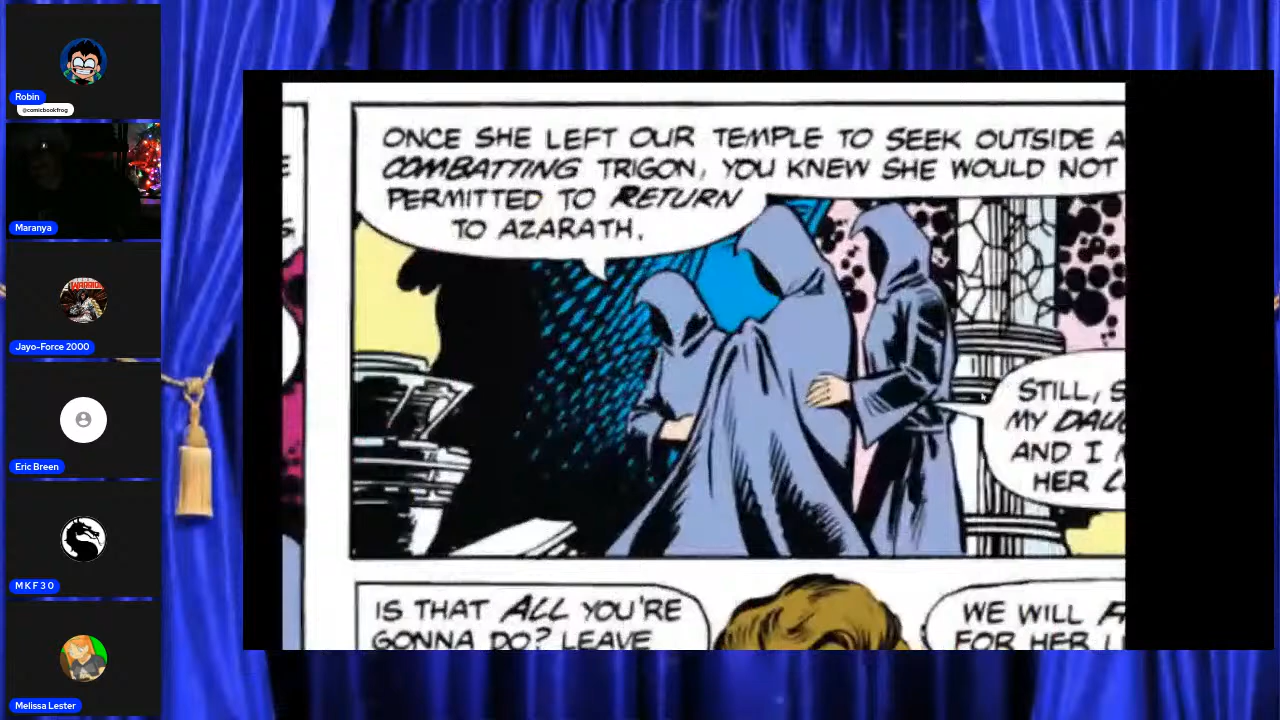 Robin
@comicbookfrog
Maranya
Jayo-Force 2000
Eric Breen
MKF30
Melissa Lester
ONCE SHE LEFT OUR TEMPLE TO SEEK OUTSIDE A
COMBATTING TRIGON, YOU KNEW SHE WOULD NOT
PERMITTED TO RETURN
TO AZARATH.
STILL, S
MY DAU
AND I
HER
IS THAT ALL YOU'RE
GONNA DO? LEAVE
WE WILL
FOR HER